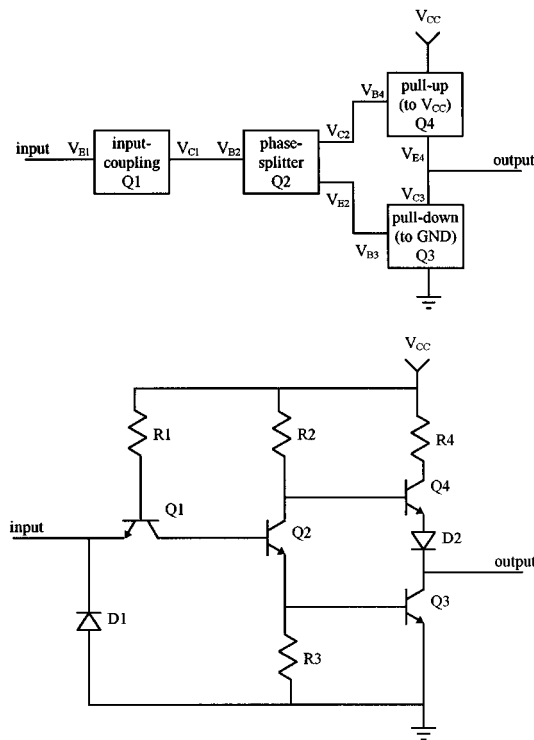 V_CC
pull-up
(to V_CC)
Q4
V_B4
V_C2
V_E4
input
V_E1
input-
coupling
Q1
V_C1
V_B2
phase-
splitter
Q2
output
V_C3
V_E2
pull-down
(to GND)
Q3
V_B3
V_CC
R1
R2
R4
Q4
Q1
input
Q2
D2
output
D1
Q3
R3